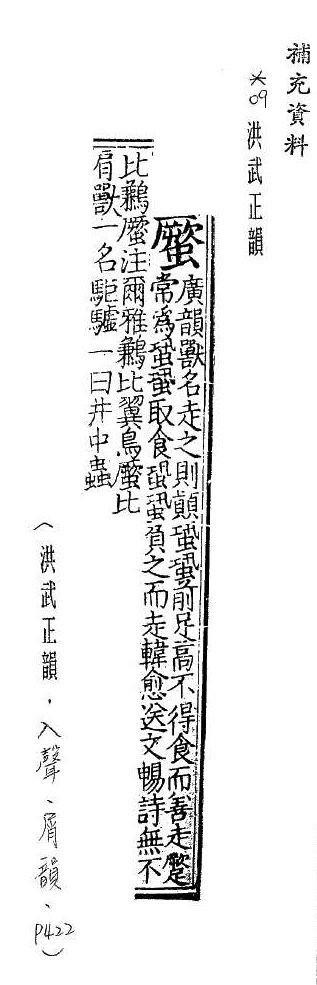 補充資料
*09 洪武正韻
蟨
廣韻獸名走之則顚蛩蛩前足高不得食而善走蹷
常爲蛩蛩取食蛩蛩負之而走韓愈送文暢詩無不
比鶼蟨注爾雅鶼比翼鳥蟨比
肩獸一名駏驉一曰井中蟲
(洪武正韻,入聲、屑韻、p422)